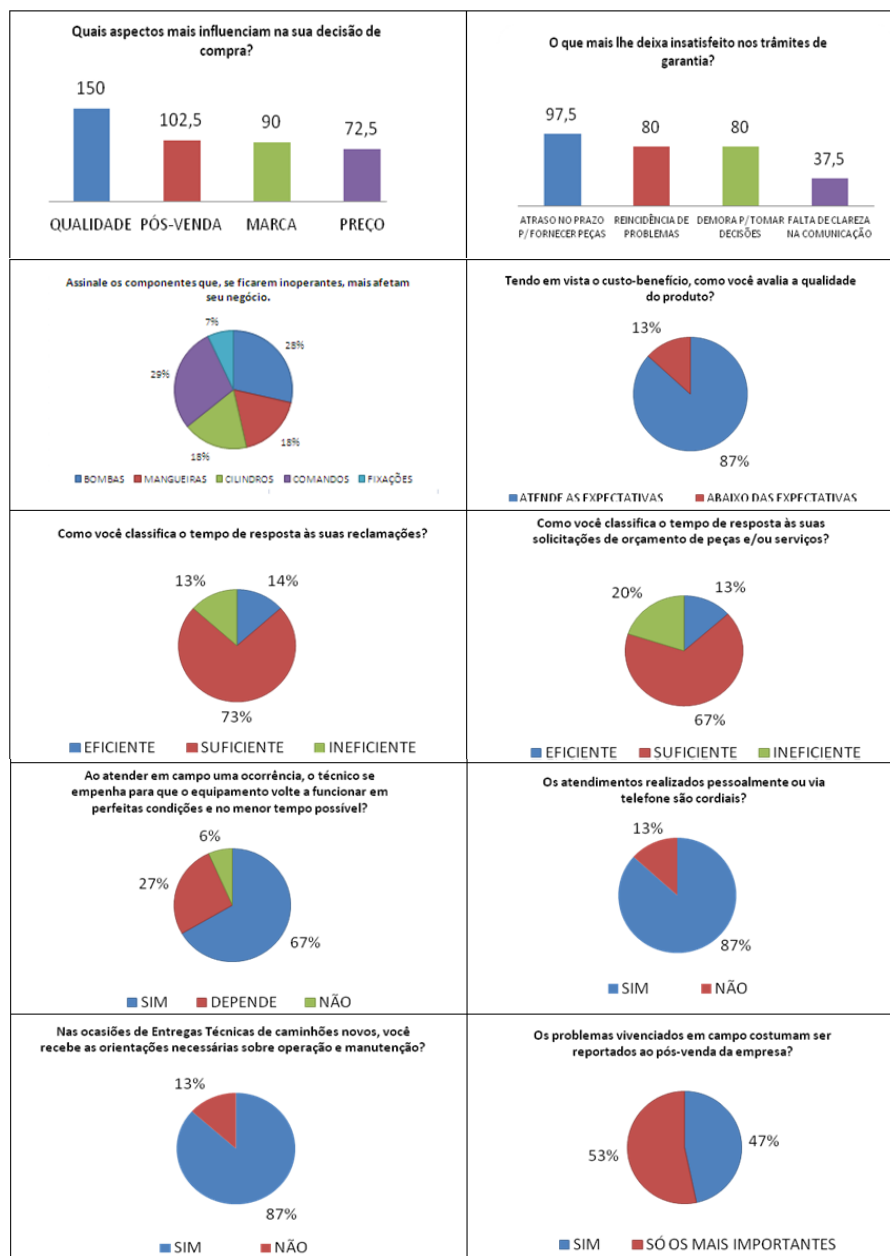 Quais aspectos mais influenciam na sua decisão de
compra?
150
102,5
90
72,5
QUALIDADE PÓS-VENDA MARCA PREÇO
O que mais lhe deixa insatisfeito nos trâmites de
garantia?
97,5
80
80
37,5
ATRASO NO PRAZO
P/ FORNECER PEÇAS
REINCIDÊNCIA DE
PROBLEMAS
DEMORA P/ TOMAR
DECISÕES
FALTA DE CLAREZA
NA COMUNICAÇÃO
Assinale os componentes que, se ficarem inoperantes, mais afetam
seu negócio.
7%
28%
29%
18%
18%
BOMBAS MANGUEIRAS CILINDROS COMANDOS FIXAÇÕES
Tendo em vista o custo-benefício, como você avalia a qualidade
do produto?
13%
87%
ATENDE AS EXPECTATIVAS ABAIXO DAS EXPECTATIVAS
Como você classifica o tempo de resposta às suas reclamações?
13%
14%
73%
EFICIENTE SUFICIENTE INEFICIENTE
Como você classifica o tempo de resposta às suas
solicitações de orçamento de peças e/ou serviços?
20%
13%
67%
EFICIENTE SUFICIENTE INEFICIENTE
Ao atender em campo uma ocorrência, o técnico se
empenha para que o equipamento volte a funcionar em
perfeitas condições e no menor tempo possível?
6%
27%
67%
SIM DEPENDE NÃO
Os atendimentos realizados pessoalmente ou via
telefone são cordiais?
13%
87%
SIM NÃO
Nas ocasiões de Entregas Técnicas de caminhões novos, você
recebe as orientações necessárias sobre operação e manutenção?
13%
87%
SIM NÃO
Os problemas vivenciados em campo costumam ser
reportados ao pós-venda da empresa?
53%
47%
SIM SÓ OS MAIS IMPORTANTES